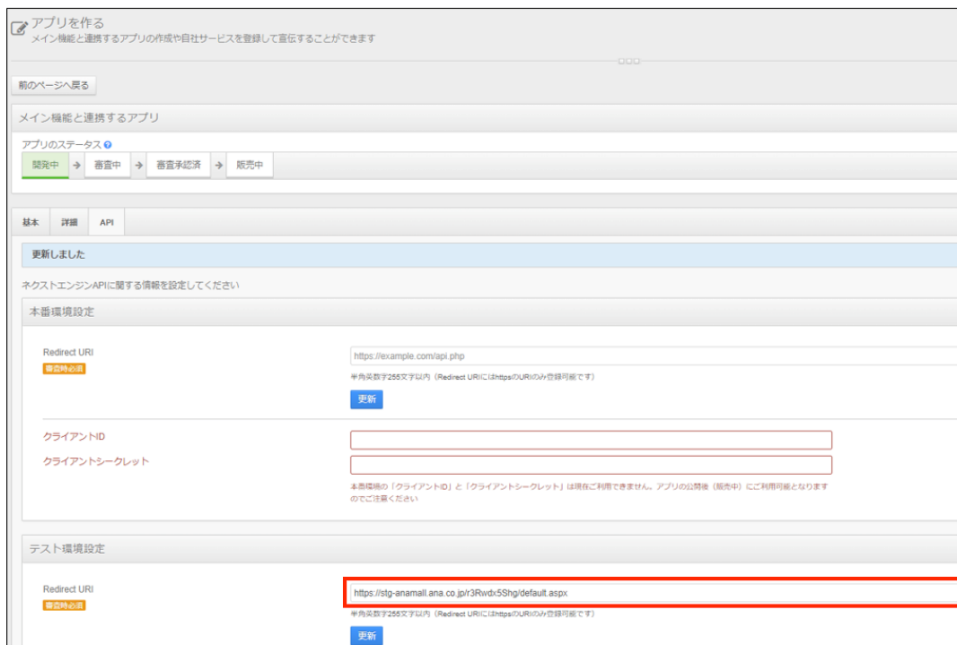 アプリを作る
メイン機能と連携するアプリの作成や自社サービスを登録して宣伝することができます
前のページへ戻る
メイン機能と連携するアプリ
アプリのステータス
開発中 → 審査中 → 審査承認済 → 販売中
基本 詳細 API
更新しました
ネクストエンジンAPIに関する情報を設定してください
本番環境設定
Redirect URI
https://example.com/api.php
審査時必須
半角英数字255文字以内（Redirect URIにはhttpsのURIのみ登録可能です）
更新
クライアントID
クライアントシークレット
本番環境の「クライアントID」と「クライアントシークレット」は現在ご利用できません。アプリの公開後（販売中）にご利用可能となります
のでご注意ください
テスト環境設定
Redirect URI
https://stg-anamall.ana.co.jp/r3Rwdx5Shg/default.aspx
審査時必須
半角英数字255文字以内（Redirect URIにはhttpsのURIのみ登録可能です）
更新